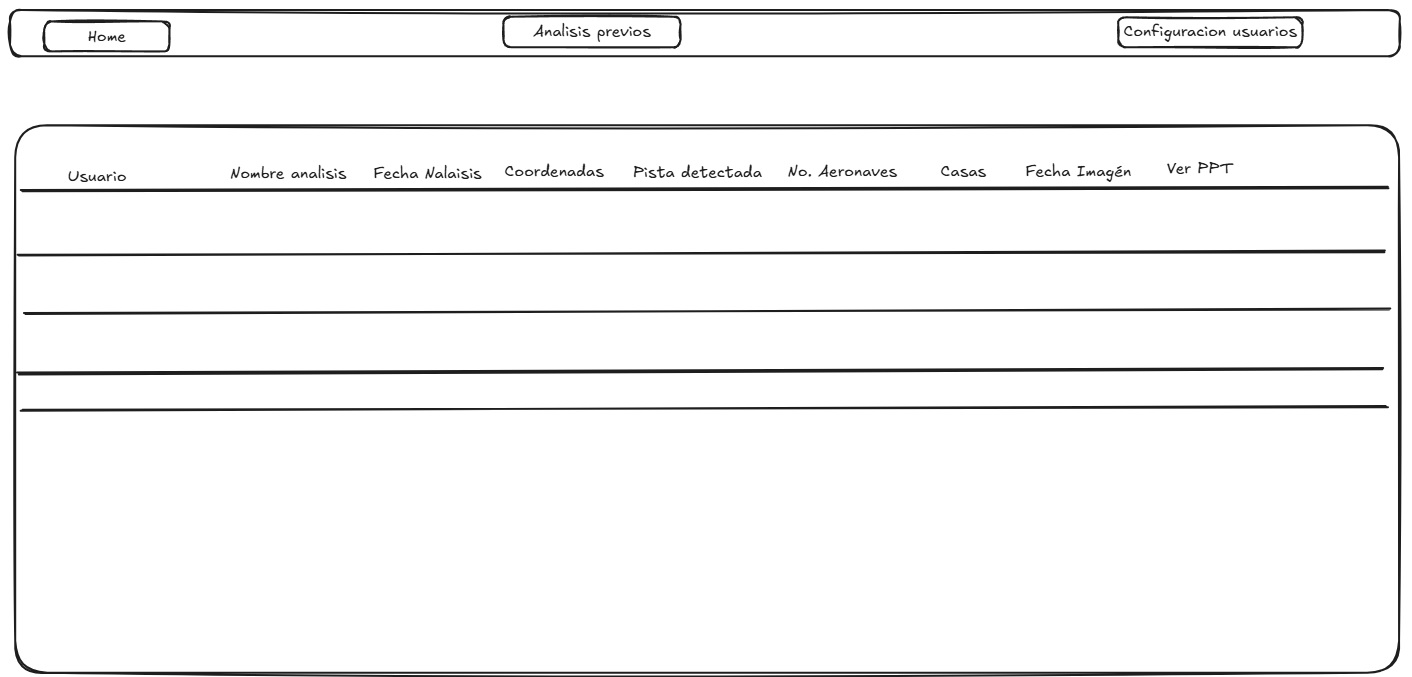 Home
Analisis previos
Configuracion usuarios
Usuario
Nombre analisis
Fecha Nalaisis
Coordenadas
Pista detectada
No. Aeronaves
Casas
Fecha Imagén
Ver PPT